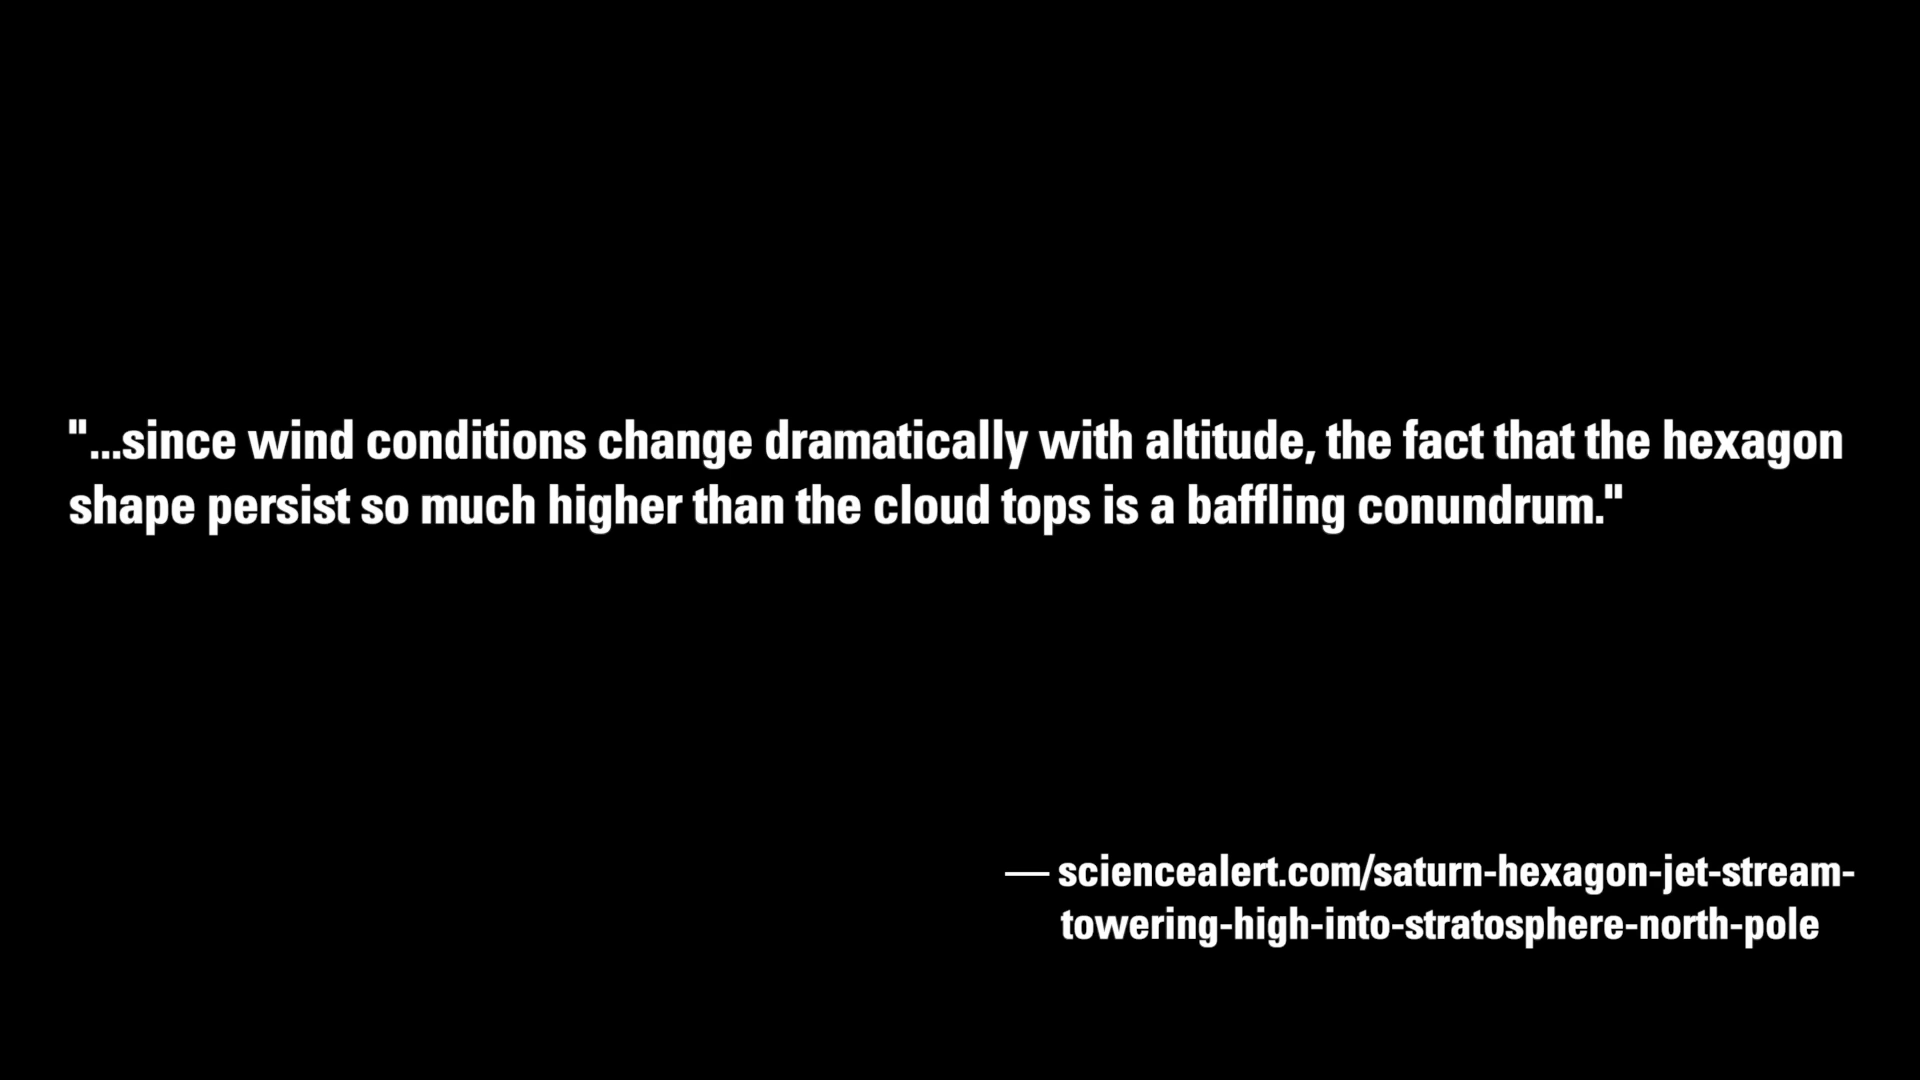 "...since wind conditions change dramatically with altitude, the fact that the hexagon
shape persist so much higher than the cloud tops is a baffling conundrum."
— sciencealert.com/saturn-hexagon-jet-stream-
towering-high-into-stratosphere-north-pole